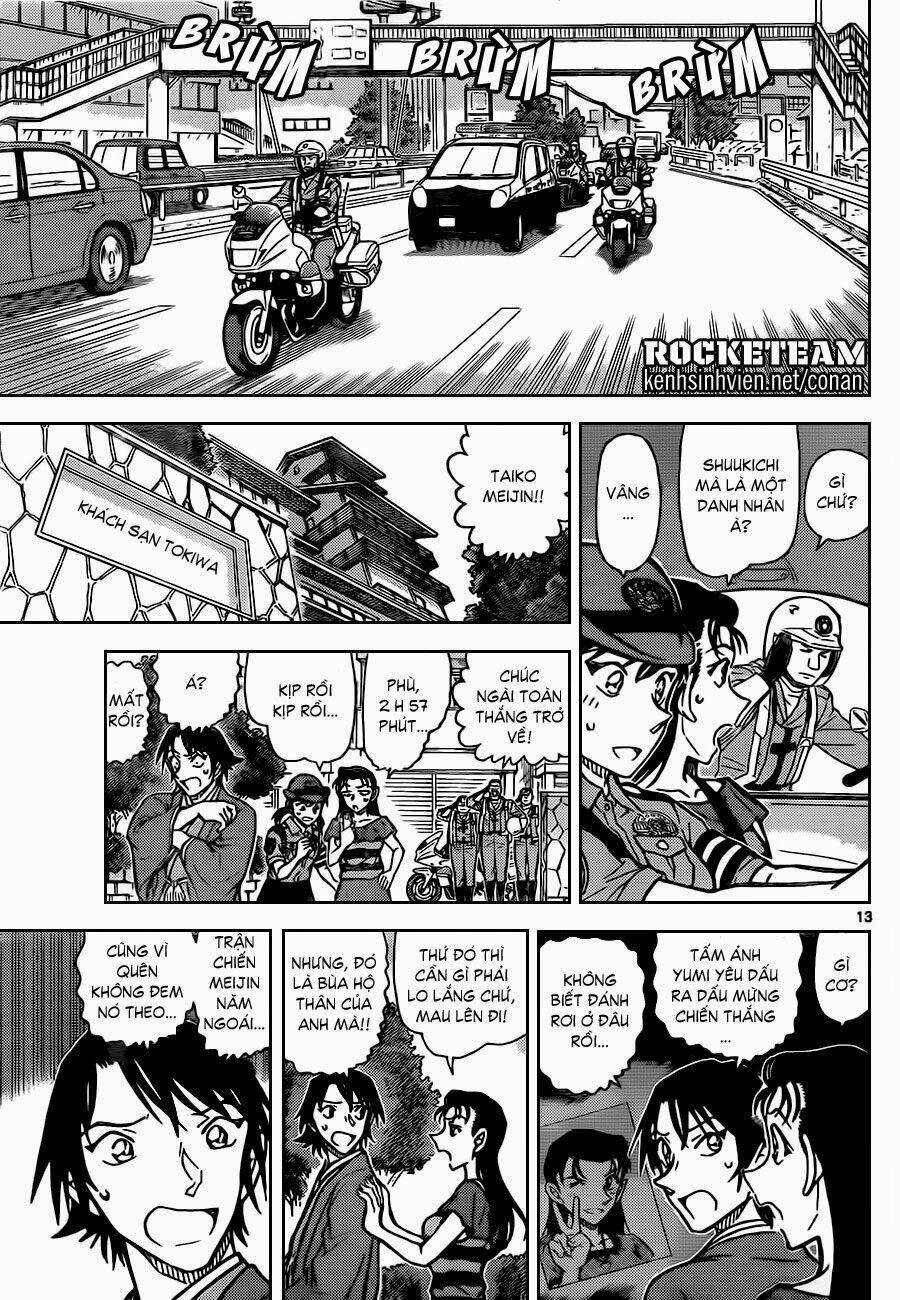 BRỪM
BRỪM
BRỪM
ROCKETEAM
kenhsinhvien.net/conan
GÌ
CHỨ?
SHUUKICHI
MÀ LÀ MỘT
DANH NHÂN
À?
VÂNG
...
TAIKO
MEIJIN!!
KHÁCH SẠN TOKIWA
CHÚC
NGÀI TOÀN
THẮNG TRỞ
VỀ!
PHÙ,
2 H 57
PHÚT...
KỊP RỒI
KỊP RỒI...
Á?
MẤT
RỒI?
13
GÌ
CƠ?
TẤM ẢNH
YUMI YÊU DẤU
RA DẤU MỪNG
CHIẾN THẮNG
...
KHÔNG
BIẾT ĐÁNH
RƠI Ở ĐÂU
RỒI...
THỨ ĐÓ THÌ
CẦN GÌ PHẢI
LO LẮNG CHỨ,
MAU LÊN ĐI!
NHƯNG, ĐÓ
LÀ BÙA HỘ
THÂN CỦA
ANH MÀ!!
TRẬN
CHIẾN
MEIJIN
NĂM
NGOÁI...
CŨNG VÌ
QUÊN
KHÔNG ĐEM
NÓ THEO...